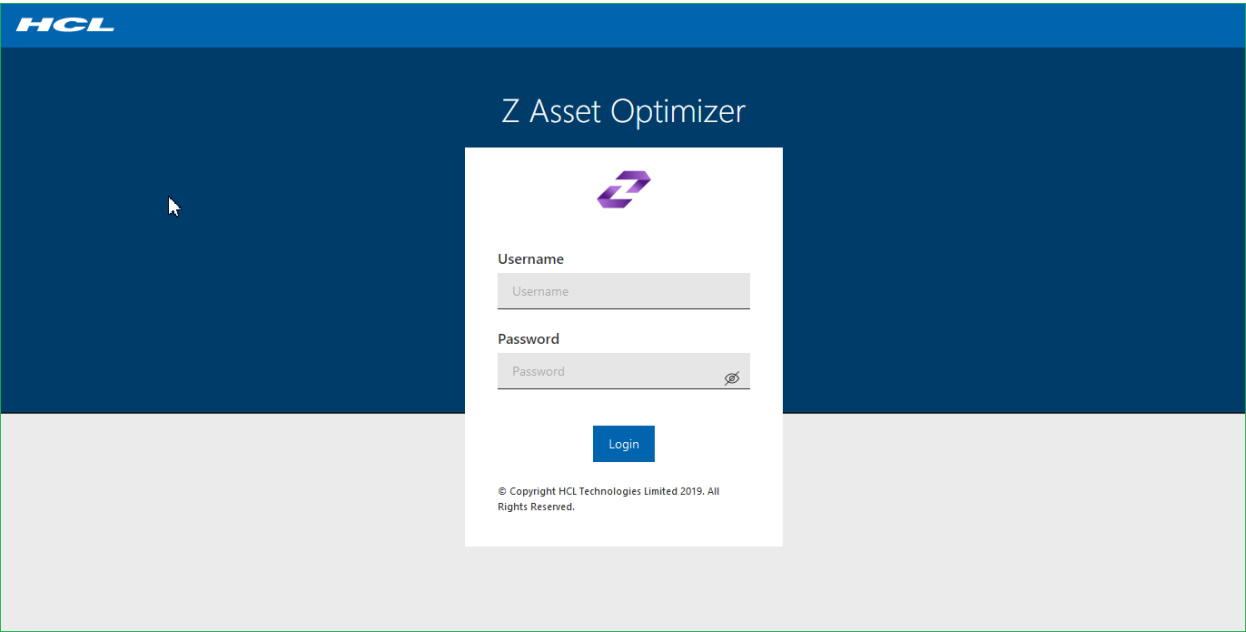 HCL
Z Asset Optimizer
Username
Username
Password
Password
Login
© Copyright HCL Technologies Limited 2019. All
Rights Reserved.